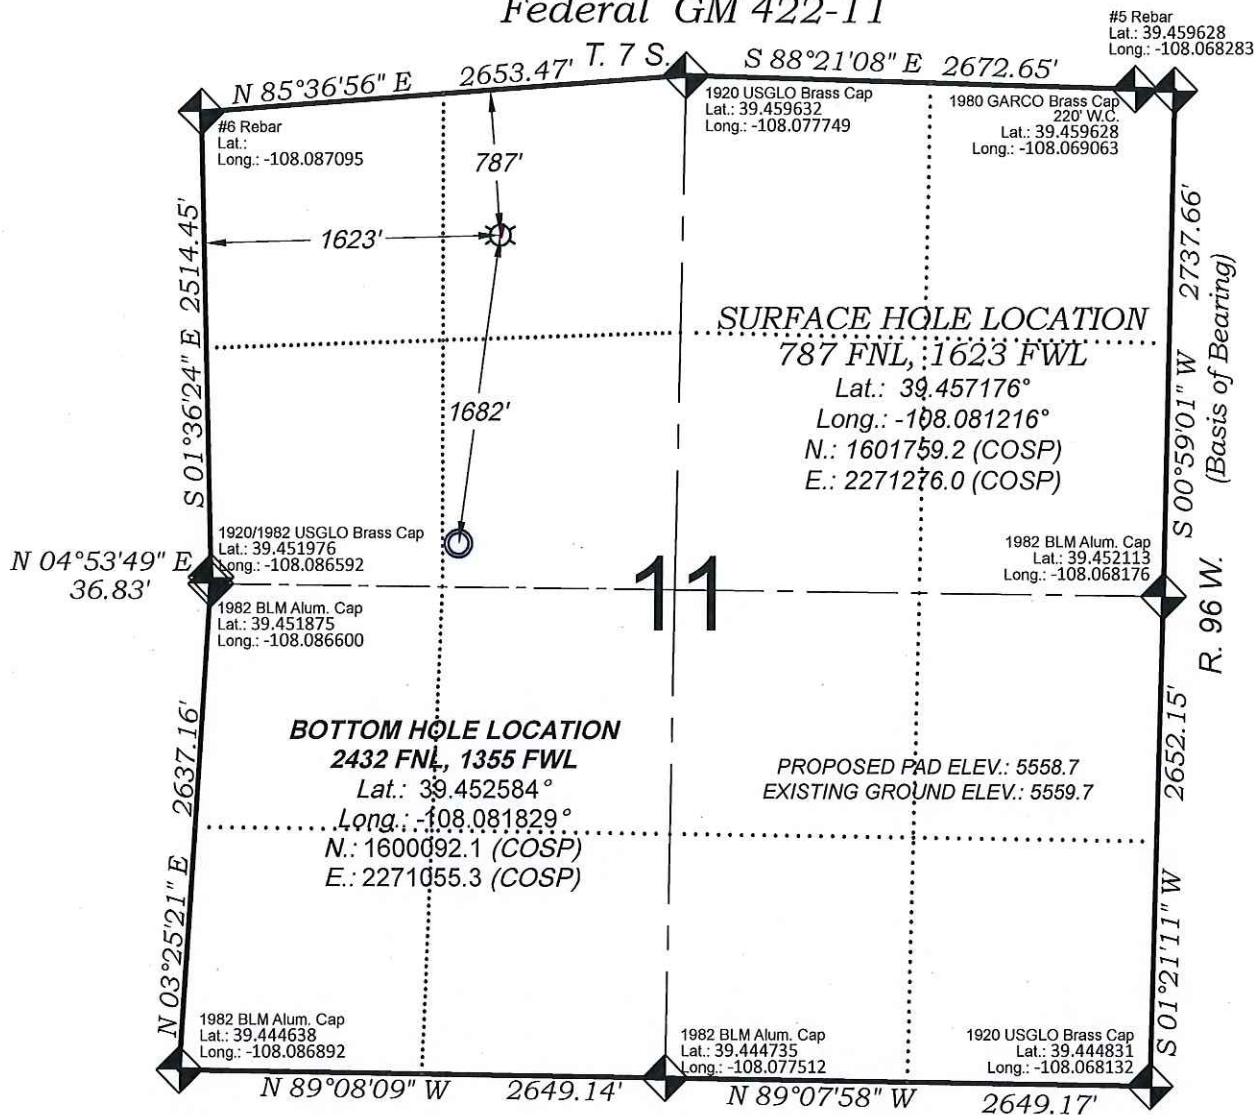 Federal GM 422-11
#5 Rebar
Lat.: 39.459628
Long.: -108.068283
N 85°36'56" E 2653.47'
T. 7 S.
S 88°21'08" E 2672.65'
#6 Rebar
Lat.:
Long.: -108.087095
1920 USGLO Brass Cap
Lat.: 39.459632
Long.: -108.077749
1980 GARCO Brass Cap
220' W.C.
Lat.: 39.459628
Long.: -108.069063
787'
1623'
S 01°36'24" E 2514.45'
2737.66'
S 00°59'01" W
(Basis of Bearing)
SURFACE HOLE LOCATION
787 FNL, 1623 FWL
Lat.: 39.457176°
Long.: -108.081216°
N.: 1601759.2 (COSP)
E.: 2271276.0 (COSP)
1682'
1920/1982 USGLO Brass Cap
Lat.: 39.451976
Long.: -108.086592
N 04°53'49" E
36.83'
1982 BLM Alum. Cap
Lat.: 39.451875
Long.: -108.086600
11
1982 BLM Alum. Cap
Lat.: 39.452113
Long.: -108.068176
R. 96 W.
N 03°25'21" E 2637.16'
BOTTOM HOLE LOCATION
2432 FNL, 1355 FWL
Lat.: 39.452584°
Long.: -108.081829°
N.: 1600092.1 (COSP)
E.: 2271055.3 (COSP)
PROPOSED PAD ELEV.: 5558.7
EXISTING GROUND ELEV.: 5559.7
2652.15'
S 01°21'11" W
1982 BLM Alum. Cap
Lat.: 39.444638
Long.: -108.086892
1982 BLM Alum. Cap
Lat.: 39.444735
Long.: -108.077512
1920 USGLO Brass Cap
Lat.: 39.444831
Long.: -108.068132
N 89°08'09" W 2649.14'
N 89°07'58" W 2649.17'